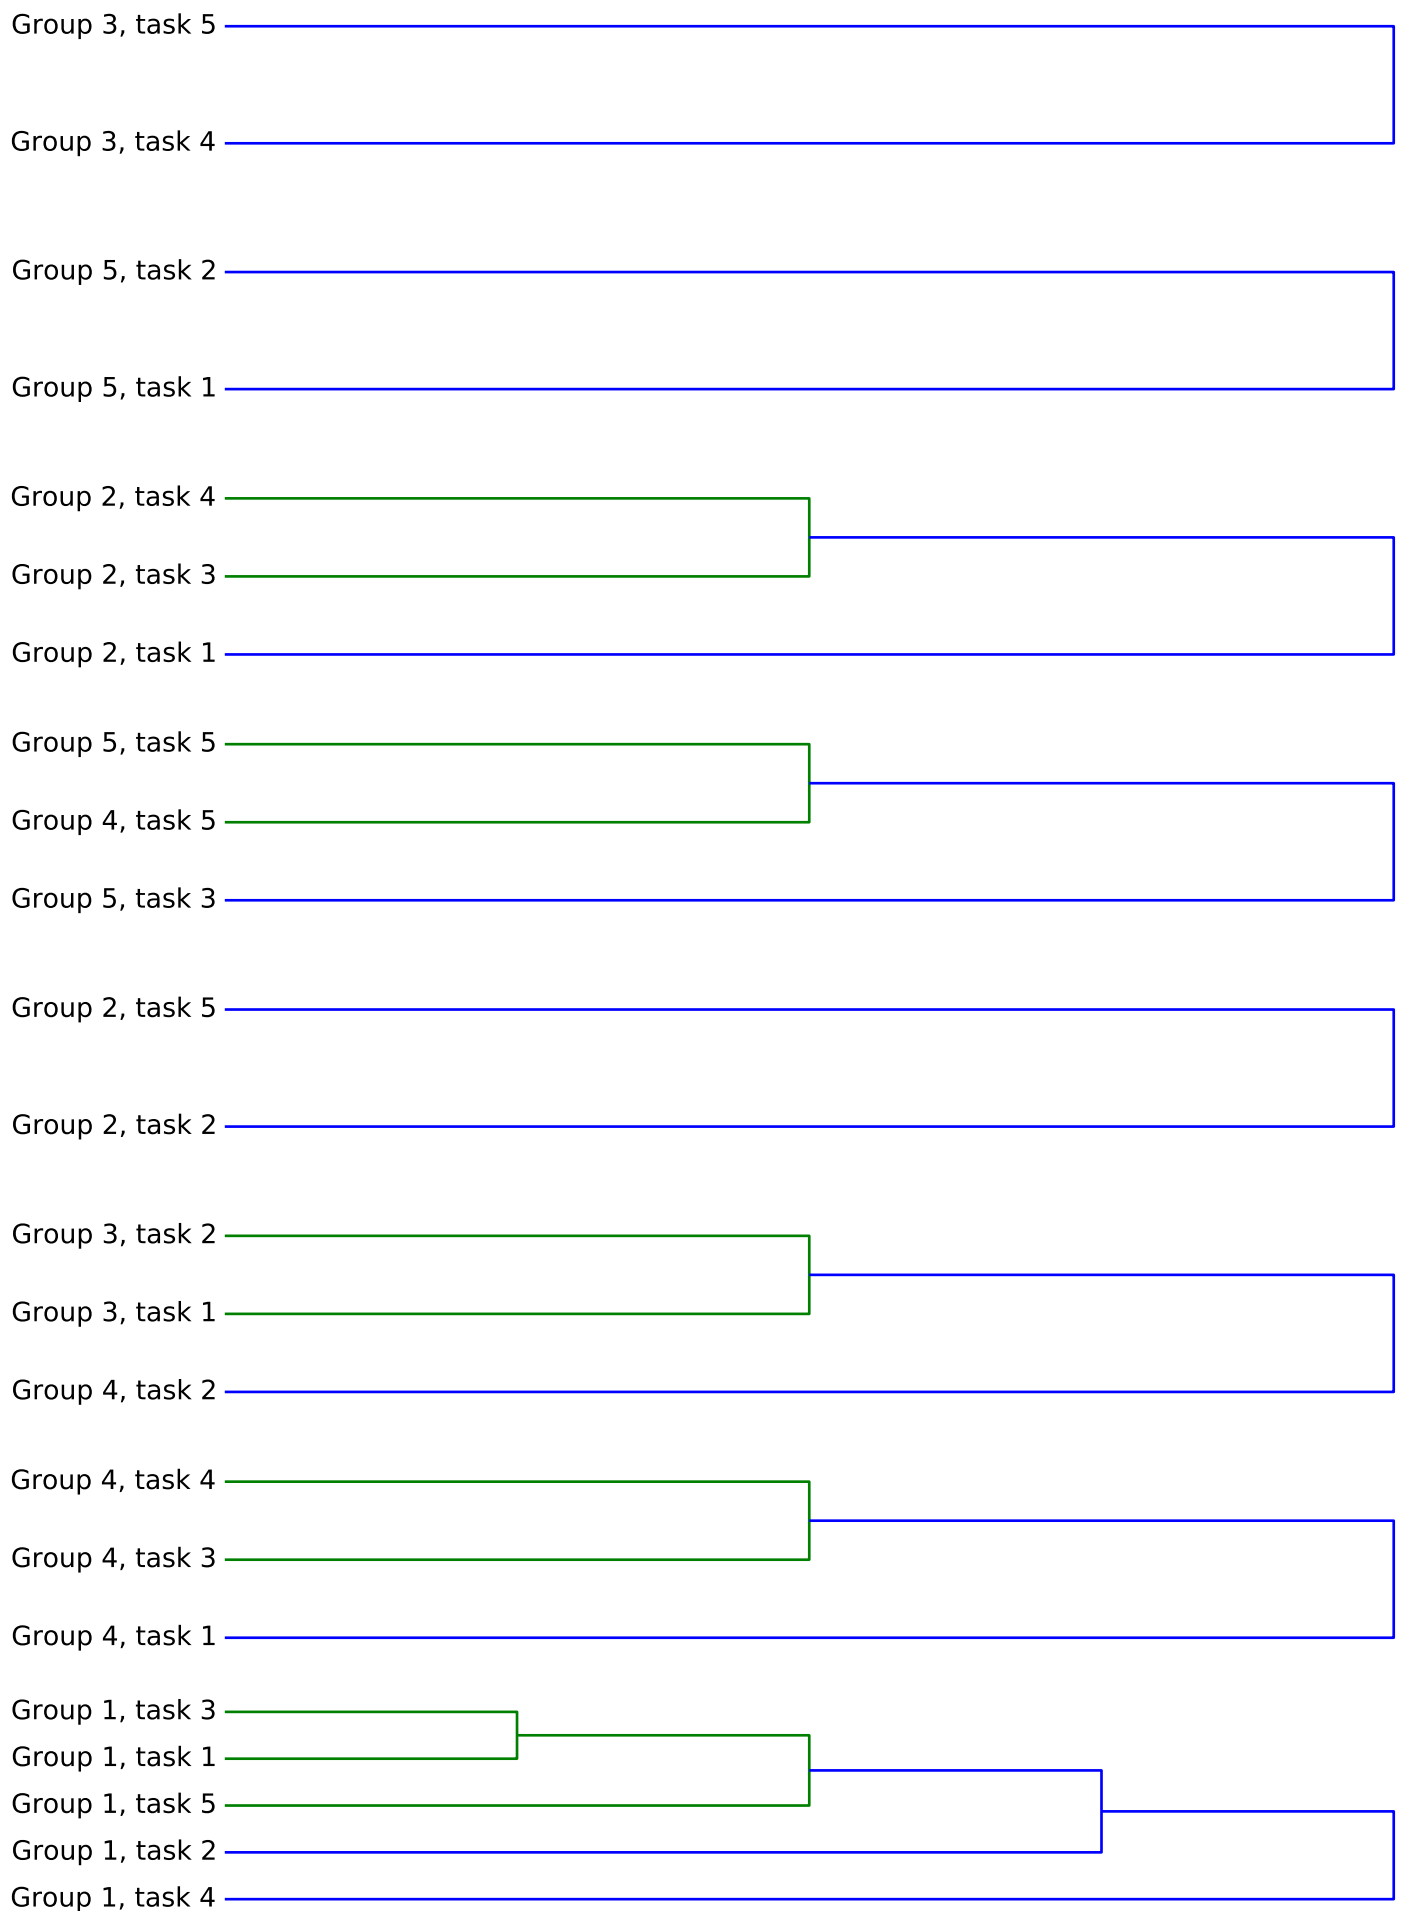 Group 3, task 5
Group 3, task 4
Group 5, task 2
Group 5, task 1
Group 2, task 4
Group 2, task 3
Group 2, task 1
Group 5, task 5
Group 4, task 5
Group 5, task 3
Group 2, task 5
Group 2, task 2
Group 3, task 2
Group 3, task 1
Group 4, task 2
Group 4, task 4
Group 4, task 3
Group 4, task 1
Group 1, task 3
Group 1, task 1
Group 1, task 5
Group 1, task 2
Group 1, task 4